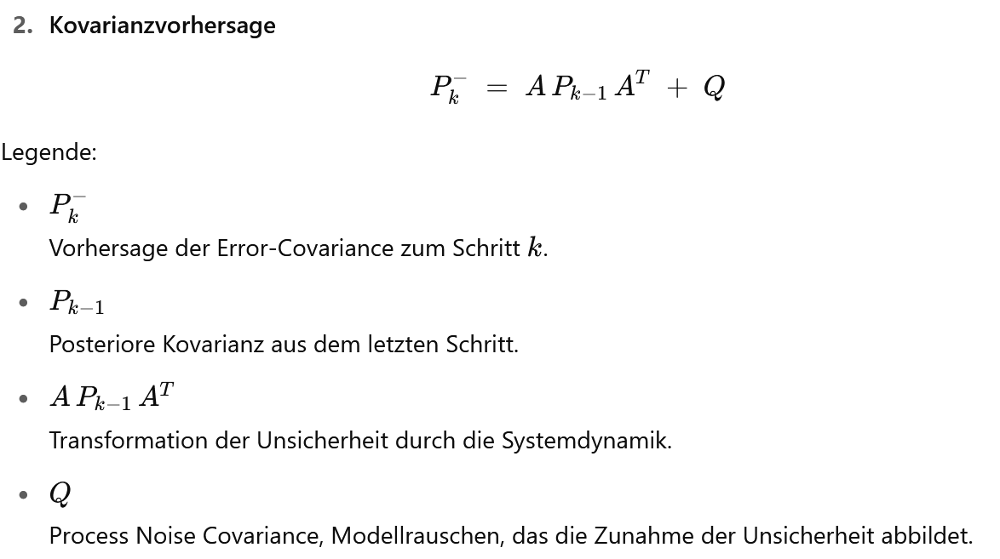 2. Kovarianzvorhersage
P_k^- = A P_{k-1} A^T + Q
Legende:
• P_k^-
Vorhersage der Error-Covariance zum Schritt k.
• P_{k-1}
Posteriore Kovarianz aus dem letzten Schritt.
• A P_{k-1} A^T
Transformation der Unsicherheit durch die Systemdynamik.
• Q
Process Noise Covariance, Modellrauschen, das die Zunahme der Unsicherheit abbildet.